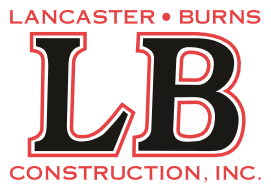 LANCASTER • BURNS
LB
CONSTRUCTION, INC.